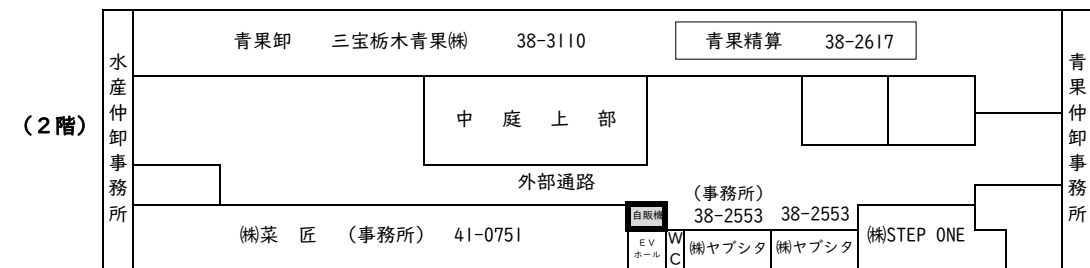 青果卸 三宝栃木青果㈱ 38-3110 青果精算 38-2617
水産仲卸事務所
青果仲卸事務所
(2階)
中庭上部
外部通路
(事務所)
自販機 38-2553 38-2553
㈱菜 匠 (事務所) 41-0751
EV
ホール
WC
㈱ヤブシタ ㈱ヤブシタ
㈱STEP ONE